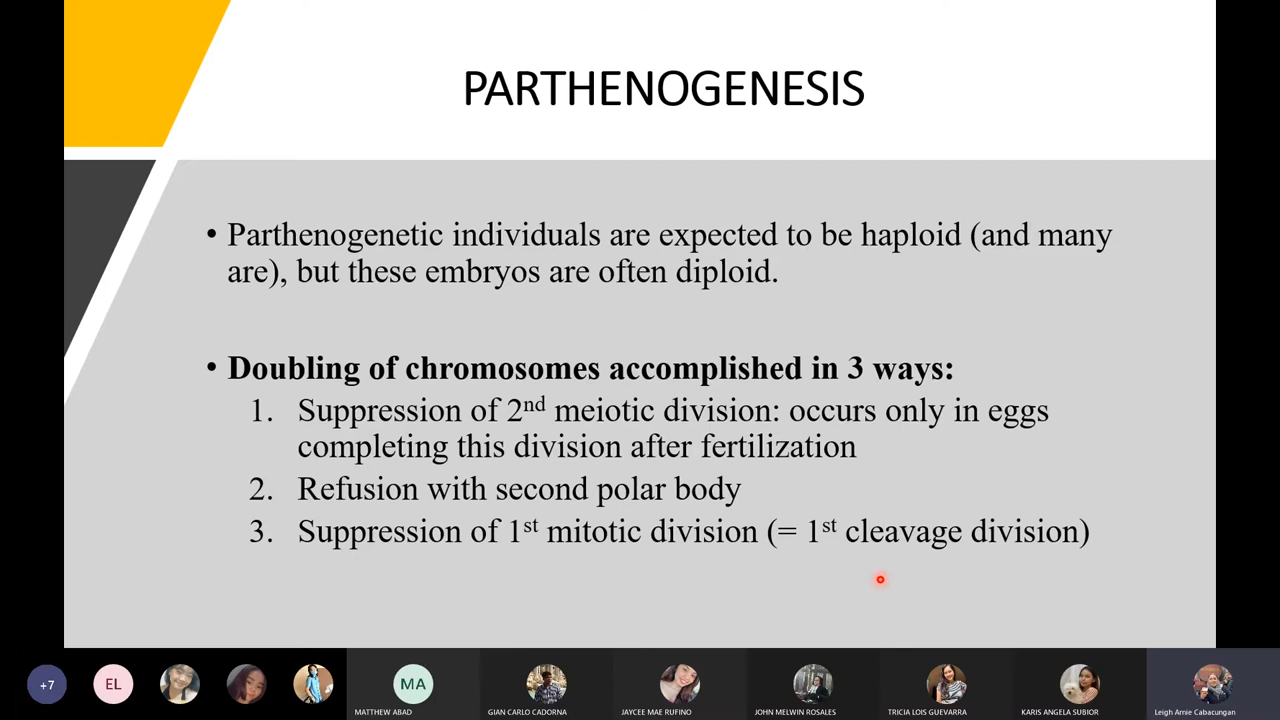 PARTHENOGENESIS
• Parthenogenetic individuals are expected to be haploid (and many
are), but these embryos are often diploid.
• Doubling of chromosomes accomplished in 3 ways:
1. Suppression of 2nd meiotic division: occurs only in eggs
completing this division after fertilization
2. Refusion with second polar body
3. Suppression of 1st mitotic division (= 1st cleavage division)
+7
EL
MA
MATTHEW ABAD
GIAN CARLO CADORNA
JAYCEE MAE RUFINO
JOHN MELWIN ROSALES
TRICIA LOIS GUEVARRA
KARIS ANGELA SUBIOR
Leigh Arnie Cabacungan